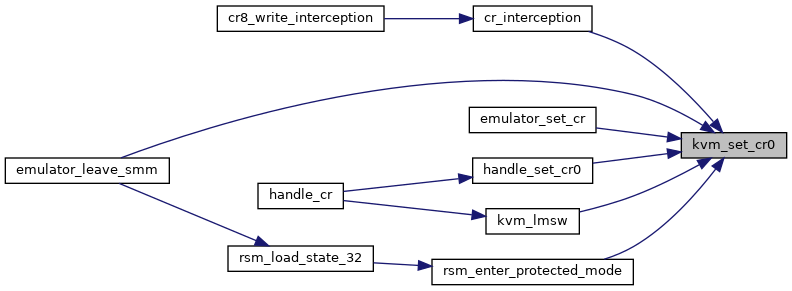 cr8_write_interception
cr_interception
emulator_set_cr
kvm_set_cr0
emulator_leave_smm
handle_set_cr0
handle_cr
kvm_lmsw
rsm_load_state_32
rsm_enter_protected_mode